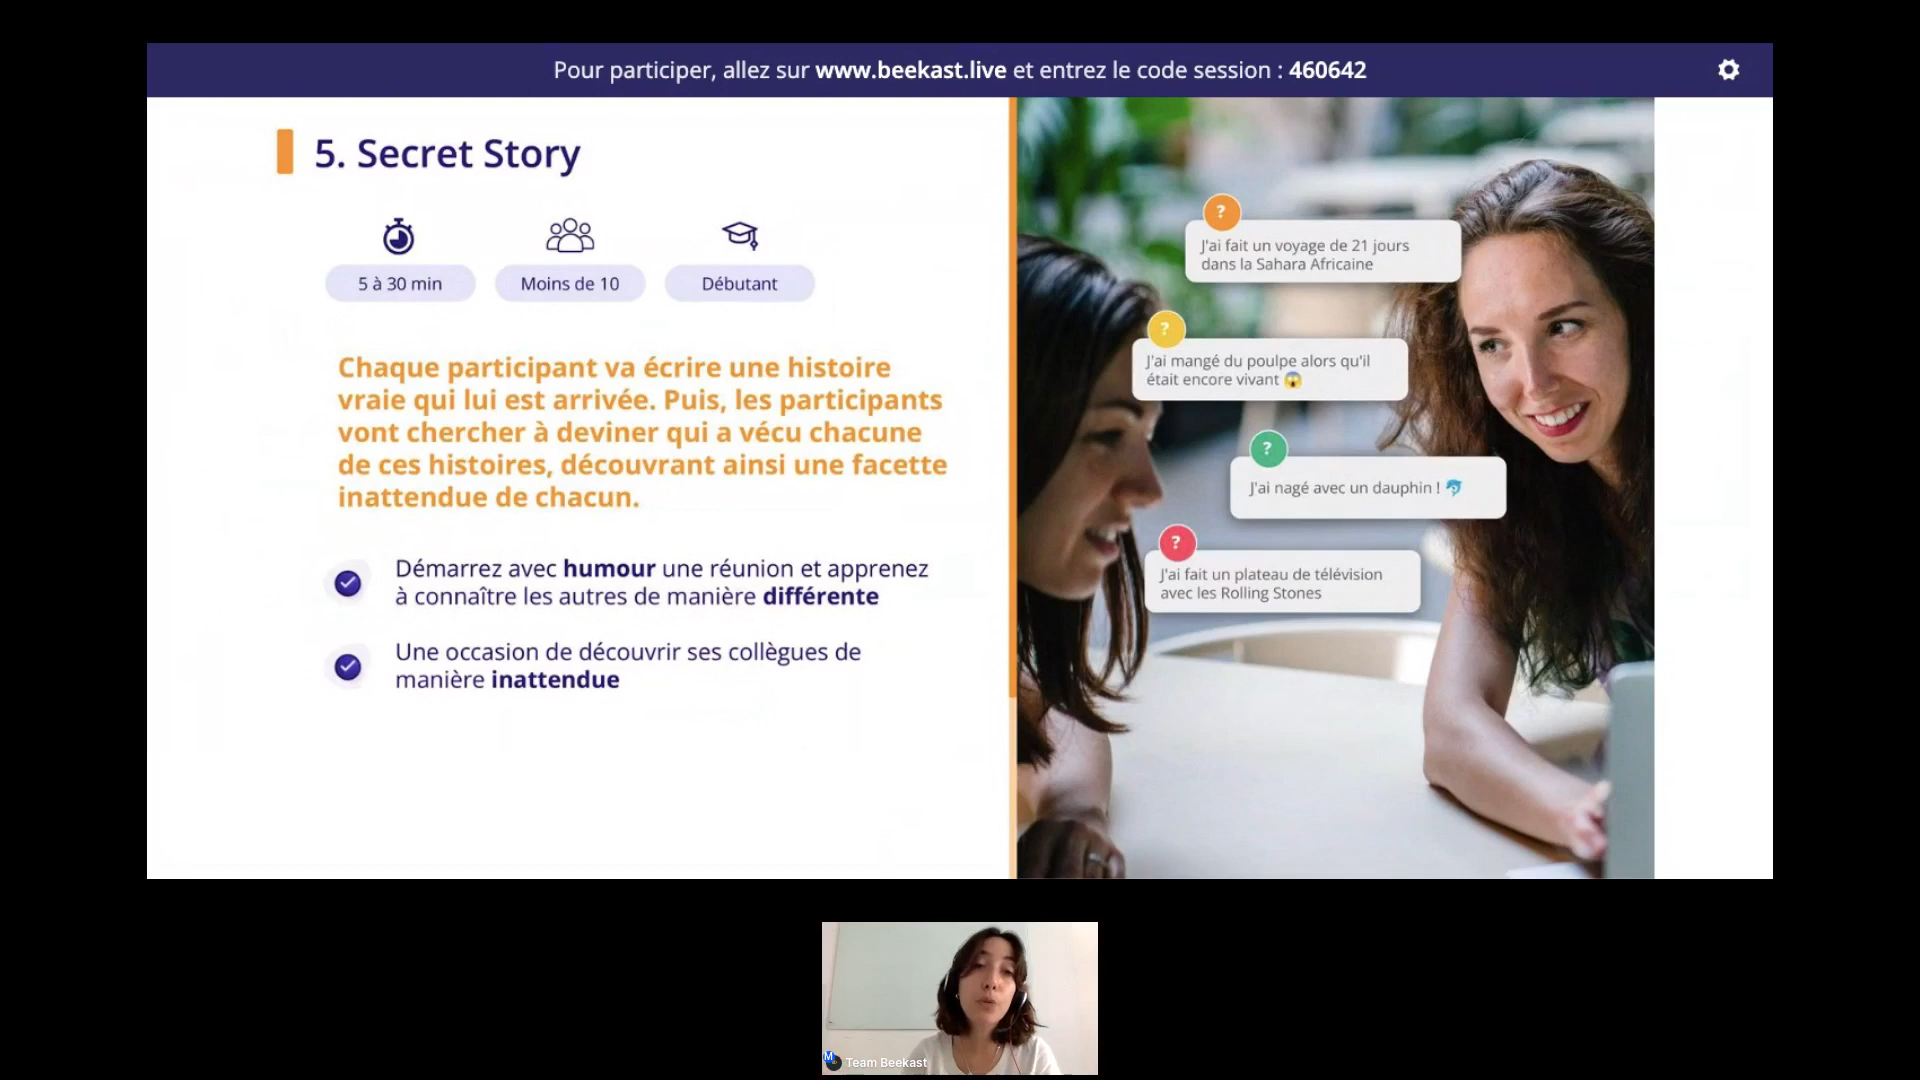 Pour participer, allez sur www.beekast.live et entrez le code session : 460642
5. Secret Story
5 à 30 min
Moins de 10
Débutant
Chaque participant va écrire une histoire
vraie qui lui est arrivée. Puis, les participants
vont chercher à deviner qui a vécu chacune
de ces histoires, découvrant ainsi une facette
inattendue de chacun.
Démarrez avec humour une réunion et apprenez
à connaître les autres de manière différente
Une occasion de découvrir ses collègues de
manière inattendue
?
J'ai fait un voyage de 21 jours
dans la Sahara Africaine
?
J'ai mangé du poulpe alors qu'il
était encore vivant 😱
?
J'ai nagé avec un dauphin ! 🐬
?
J'ai fait un plateau de télévision
avec les Rolling Stones
M
Team Beekast